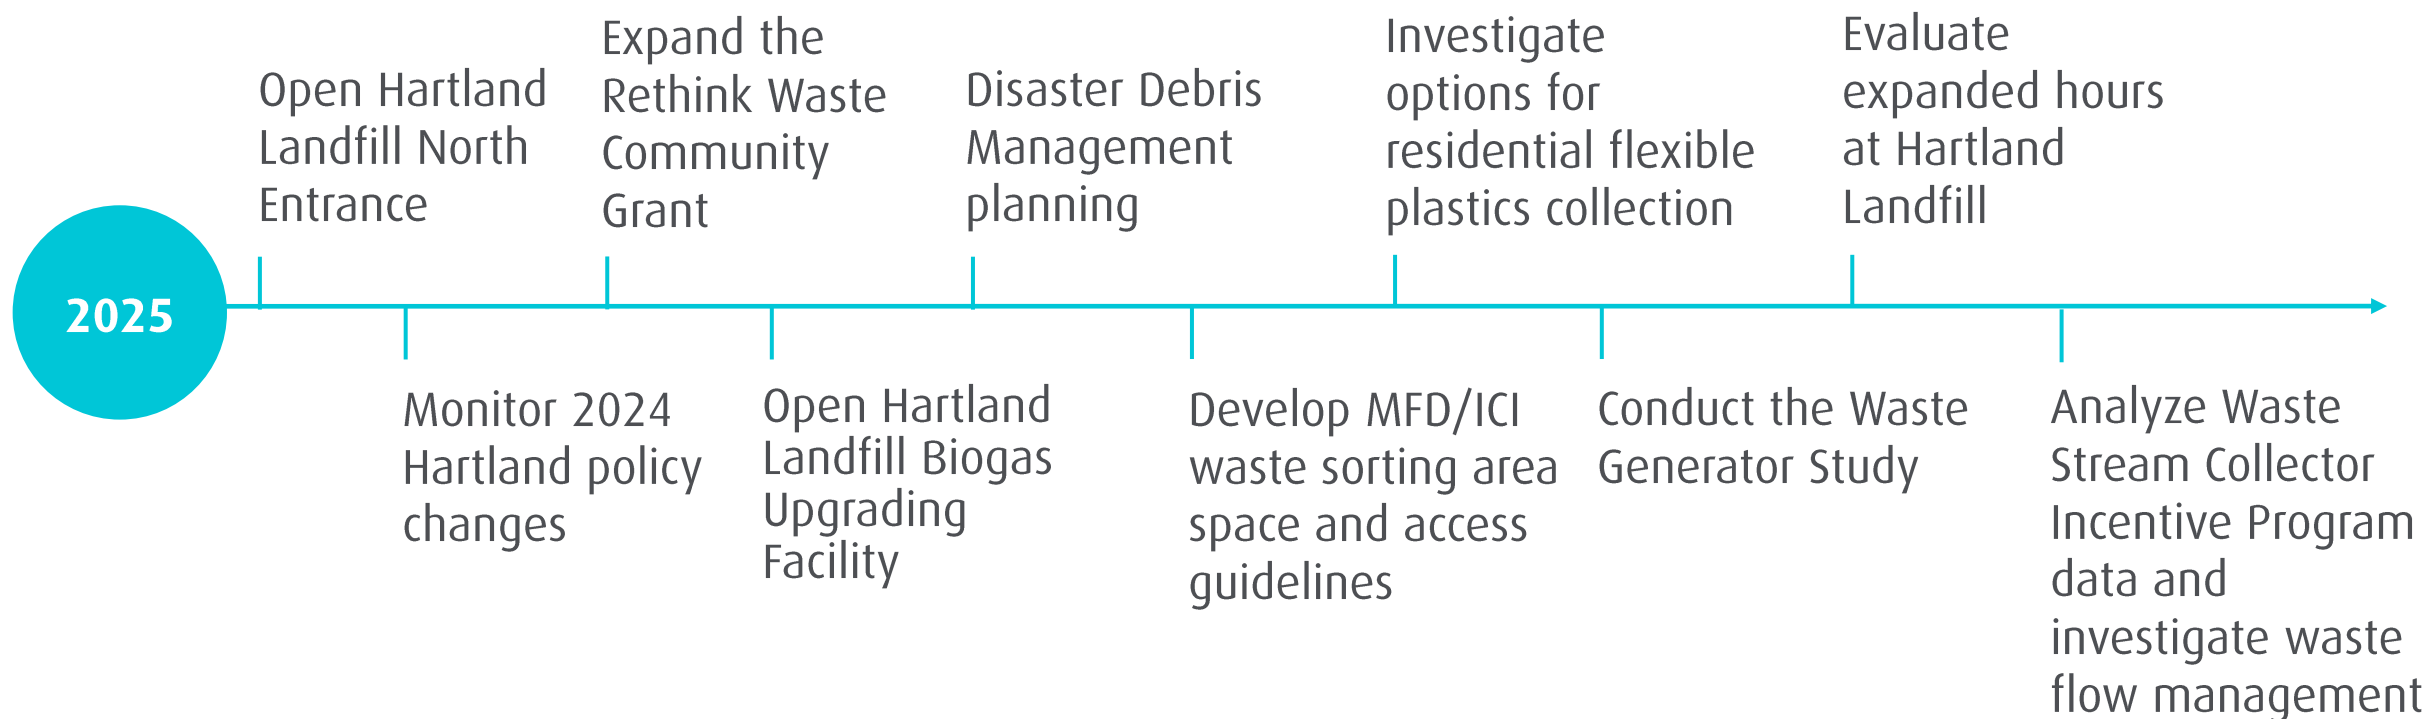 2025
Open Hartland
Landfill North
Entrance
Monitor 2024
Hartland policy
changes
Expand the
Rethink Waste
Community
Grant
Open Hartland
Landfill Biogas
Upgrading
Facility
Disaster Debris
Management
planning
Develop MFD/ICI
waste sorting area
space and access
guidelines
Investigate
options for
residential flexible
plastics collection
Conduct the Waste
Generator Study
Evaluate
expanded hours
at Hartland
Landfill
Analyze Waste
Stream Collector
Incentive Program
data and
investigate waste
flow management